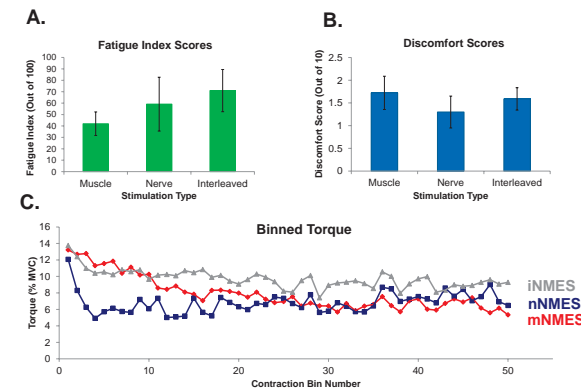 A.
Fatigue Index Scores
Fatigue Index (Out of 100)
100
90
80
70
60
50
40
30
20
10
0
Muscle Nerve Interleaved
Stimulation Type
B.
Discomfort Scores
Discomfort Score (Out of 10)
2.5
2
1.5
1
0.5
0
Muscle Nerve Interleaved
Stimulation Type
C.
Binned Torque
Torque (% MVC)
16
14
12
10
8
6
4
2
0
0 10 20 30 40 50
Contraction Bin Number
iNMES
nNMES
mNMES